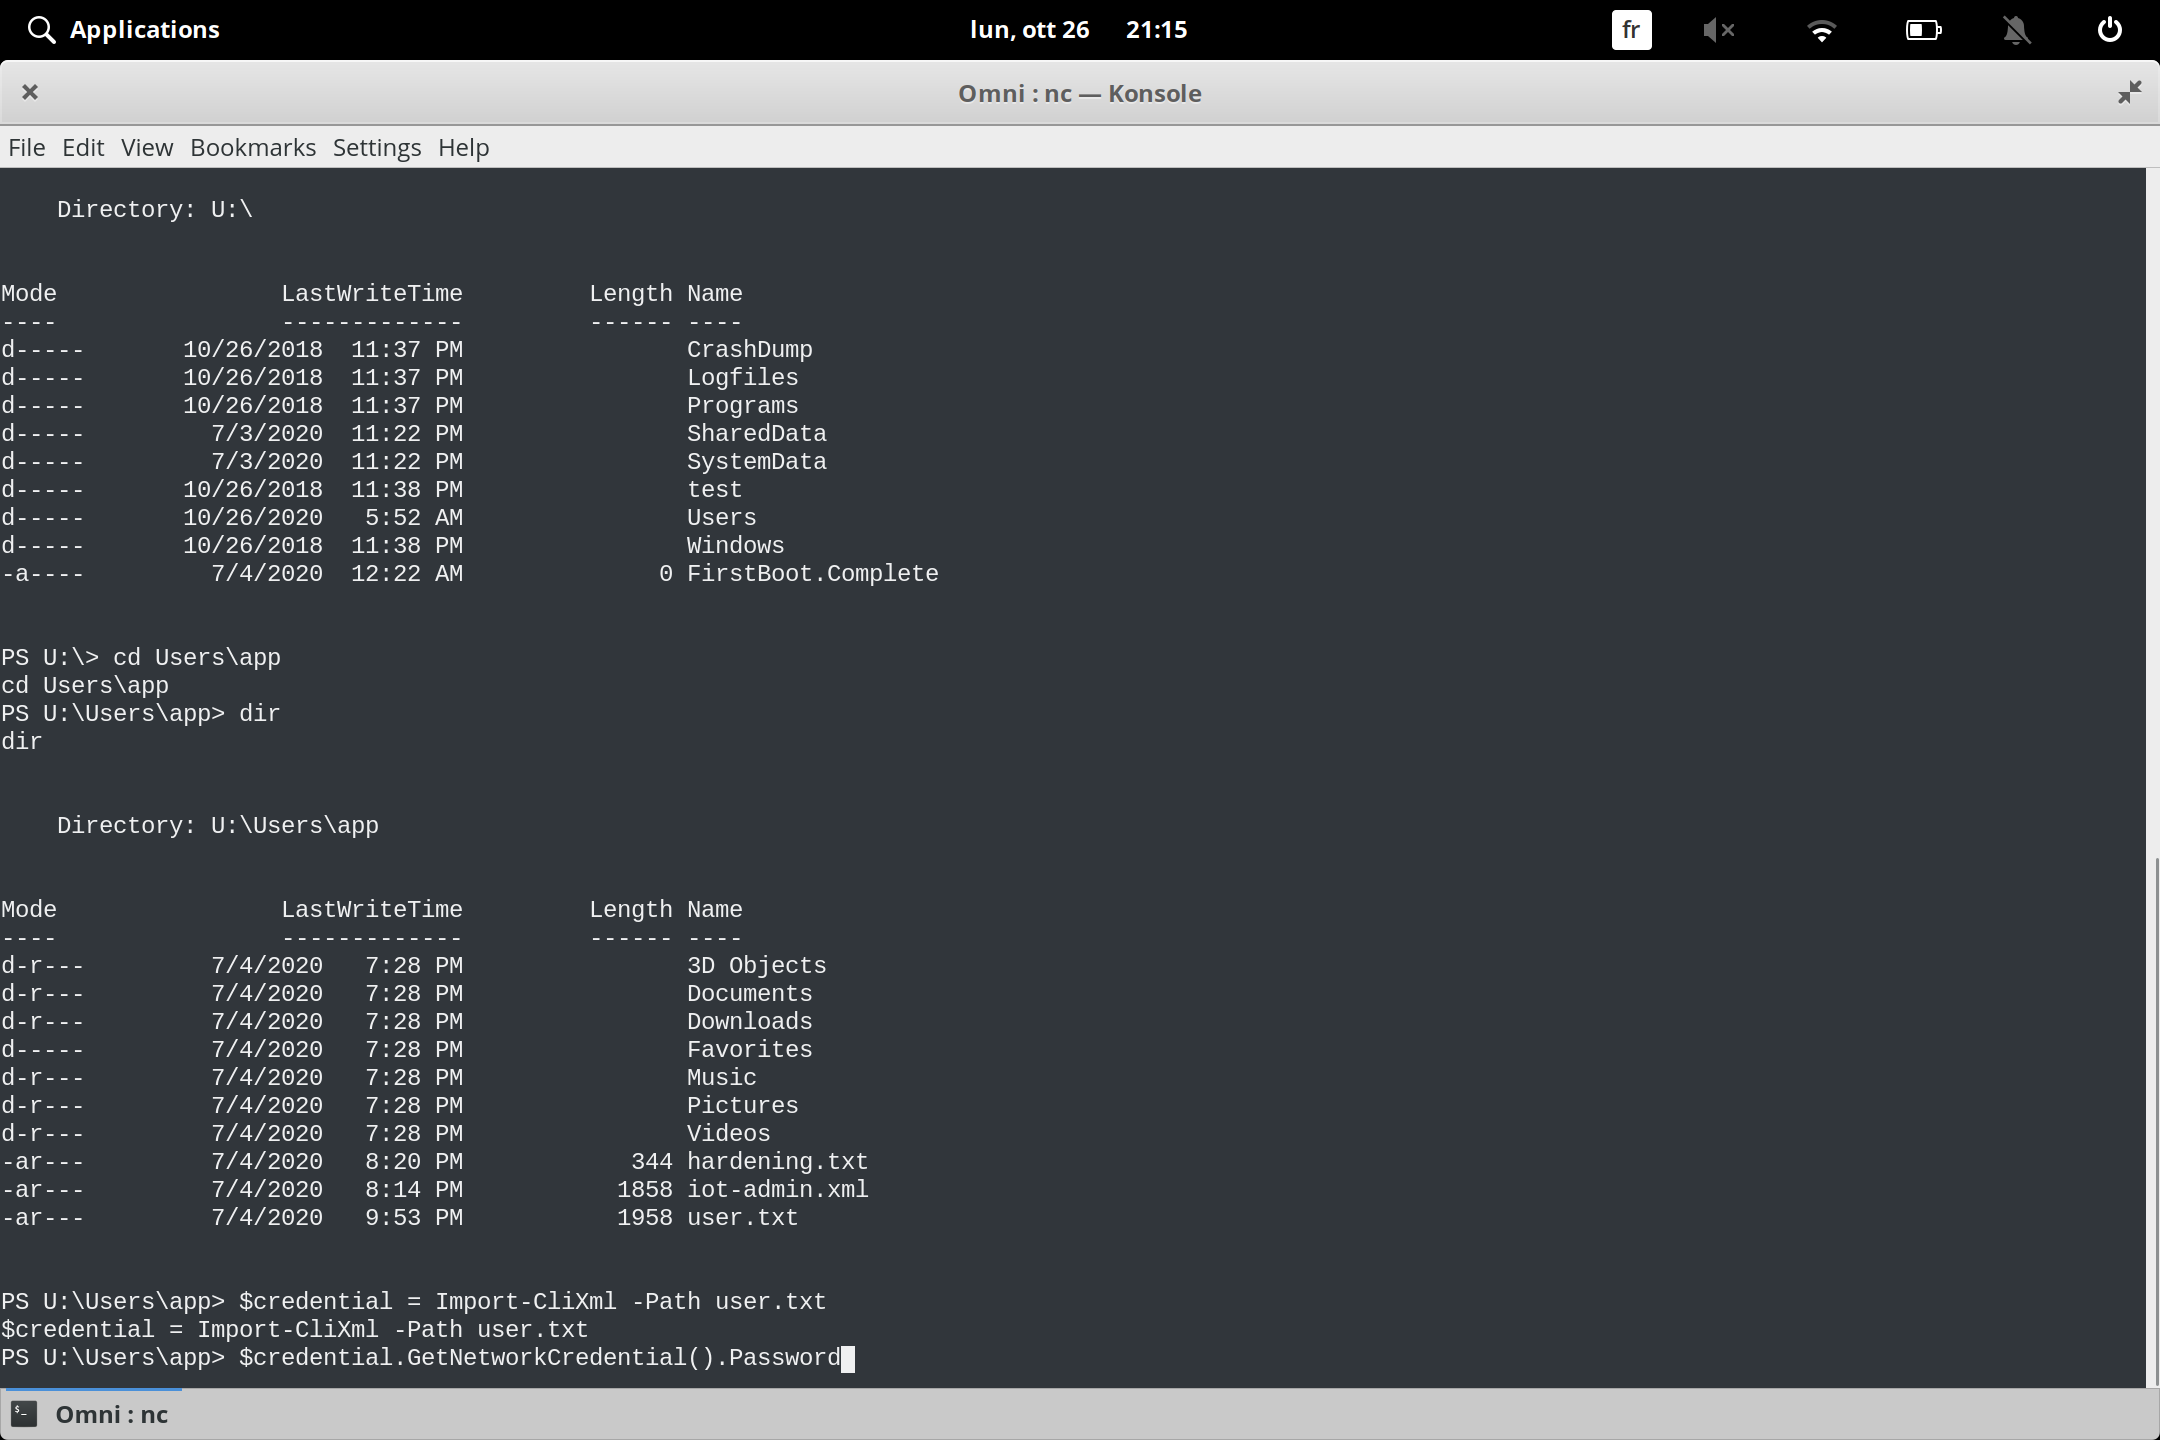 Applications lun, ott 26 21:15 fr
Omni : nc — Konsole
File Edit View Bookmarks Settings Help
    Directory: U:\
Mode                LastWriteTime         Length Name
----                -------------         ------ ----
d-----       10/26/2018  11:37 PM                CrashDump
d-----       10/26/2018  11:37 PM                Logfiles
d-----       10/26/2018  11:37 PM                Programs
d-----         7/3/2020  11:22 PM                SharedData
d-----         7/3/2020  11:22 PM                SystemData
d-----       10/26/2018  11:38 PM                test
d-----       10/26/2020   5:52 AM                Users
d-----       10/26/2018  11:38 PM                Windows
-a----         7/4/2020  12:22 AM              0 FirstBoot.Complete
PS U:\> cd Users\app
cd Users\app
PS U:\Users\app> dir
dir
    Directory: U:\Users\app
Mode                LastWriteTime         Length Name
----                -------------         ------ ----
d-r---         7/4/2020   7:28 PM                3D Objects
d-r---         7/4/2020   7:28 PM                Documents
d-r---         7/4/2020   7:28 PM                Downloads
d-----         7/4/2020   7:28 PM                Favorites
d-r---         7/4/2020   7:28 PM                Music
d-r---         7/4/2020   7:28 PM                Pictures
d-r---         7/4/2020   7:28 PM                Videos
-ar---         7/4/2020   8:20 PM            344 hardening.txt
-ar---         7/4/2020   8:14 PM           1858 iot-admin.xml
-ar---         7/4/2020   9:53 PM           1958 user.txt
PS U:\Users\app> $credential = Import-CliXml -Path user.txt
$credential = Import-CliXml -Path user.txt
PS U:\Users\app> $credential.GetNetworkCredential().Password
Omni : nc